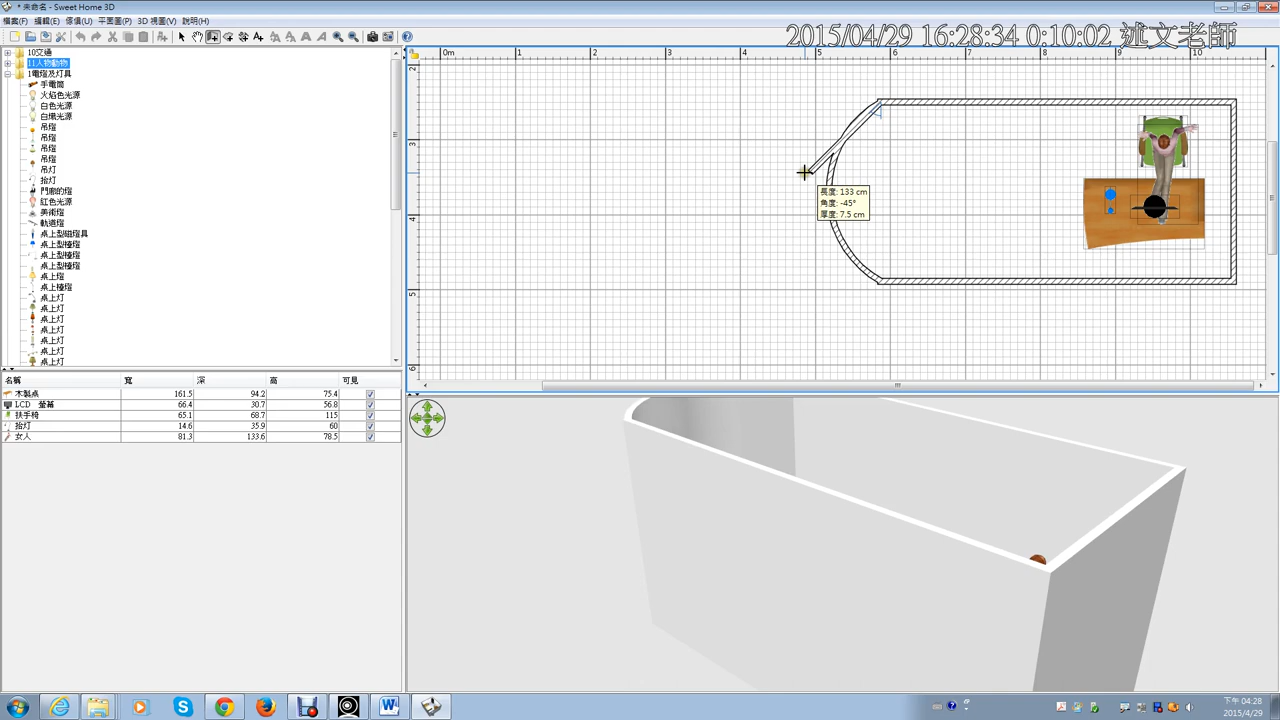 * 未命名 - Sweet Home 3D
檔案(F) 編輯(E) 傢俱(U) 平面圖(P) 3D 視圖(V) 說明(H)
2015/04/29 16:28:34 0:10:02 述文老師
10交通
11人物動物
1電燈及灯具
手電筒
火焰色光源
白色光源
白熾光源
吊燈
吊燈
吊燈
吊燈
吊灯
抬灯
門廊的燈
紅色光源
美術燈
軌道燈
桌上型磁燈具
桌上型檯燈
桌上型檯燈
桌上型檯燈
桌上燈
桌上檯燈
桌上灯
桌上灯
桌上灯
桌上灯
桌上灯
桌上灯
桌上灯
0m 1 2 3 4 5 6 7 8 9 10
2
3
4
5
6
長度: 133 cm
角度: -45°
厚度: 7.5 cm
名稱 寬 深 高 可見
木製桌 161.5 94.2 75.4
LCD 螢幕 66.4 30.7 56.8
扶手椅 65.1 68.7 115
抬灯 14.6 35.9 60
女人 81.3 133.6 78.5
下午 04:28
2015/4/29